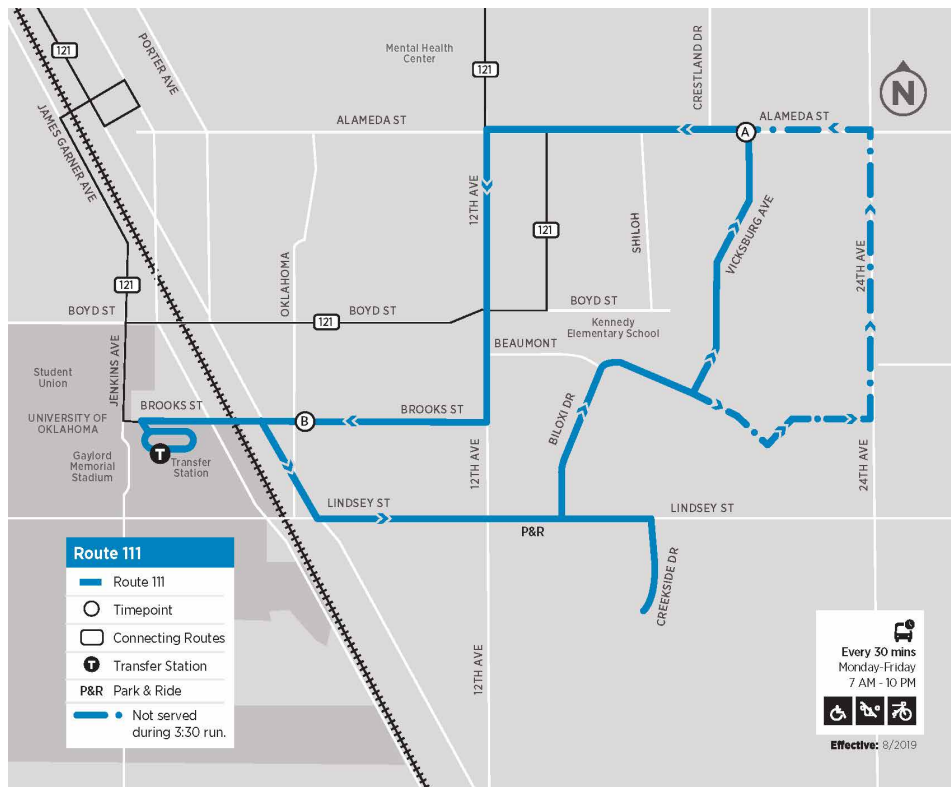 121
PORTER AVE
JAMES GARNER AVE
Mental Health
Center
121
CRESTLAND DR
N
ALAMEDA ST
ALAMEDA ST
A
12TH AVE
121
SHILOH
VICKSBURG AVE
24TH AVE
OKLAHOMA
121
BOYD ST
121
BOYD ST
BOYD ST
Kennedy
Elementary School
BEAUMONT
JENKINS AVE
Student
Union
BROOKS ST
BROOKS ST
UNIVERSITY OF
OKLAHOMA
B
BILOXI DR
Gaylord
Memorial
Stadium
T
Transfer
Station
12TH AVE
24TH AVE
LINDSEY ST
LINDSEY ST
P&R
CREEKSIDE DR
12TH AVE
Route 111
Route 111
Timepoint
Connecting Routes
T Transfer Station
P&R Park & Ride
Not served
during 3:30 run.
Every 30 mins
Monday-Friday
7 AM - 10 PM
Effective: 8/2019